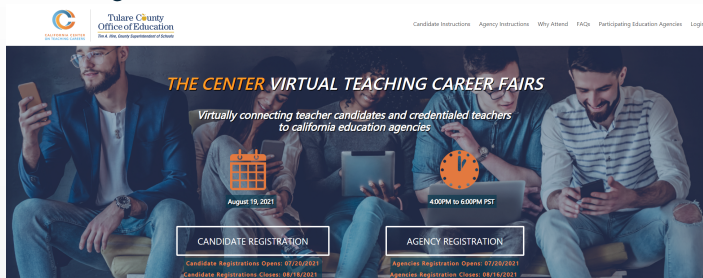 CALIFORNIA CENTER
ON TEACHING CAREERS
Tulare County
Office of Education
Tim A. Hire, County Superintendent of Schools
Candidate Instructions Agency Instructions Why Attend FAQs Participating Education Agencies Login
THE CENTER VIRTUAL TEACHING CAREER FAIRS
Virtually connecting teacher candidates and credentialed teachers
to california education agencies
August 19, 2021
4:00PM to 6:00PM PST
CANDIDATE REGISTRATION
AGENCY REGISTRATION
Candidate Registrations Opens: 07/20/2021
Agencies Registration Opens: 07/20/2021
Candidate Registrations Closes: 08/18/2021
Agencies Registration Closes: 08/16/2021